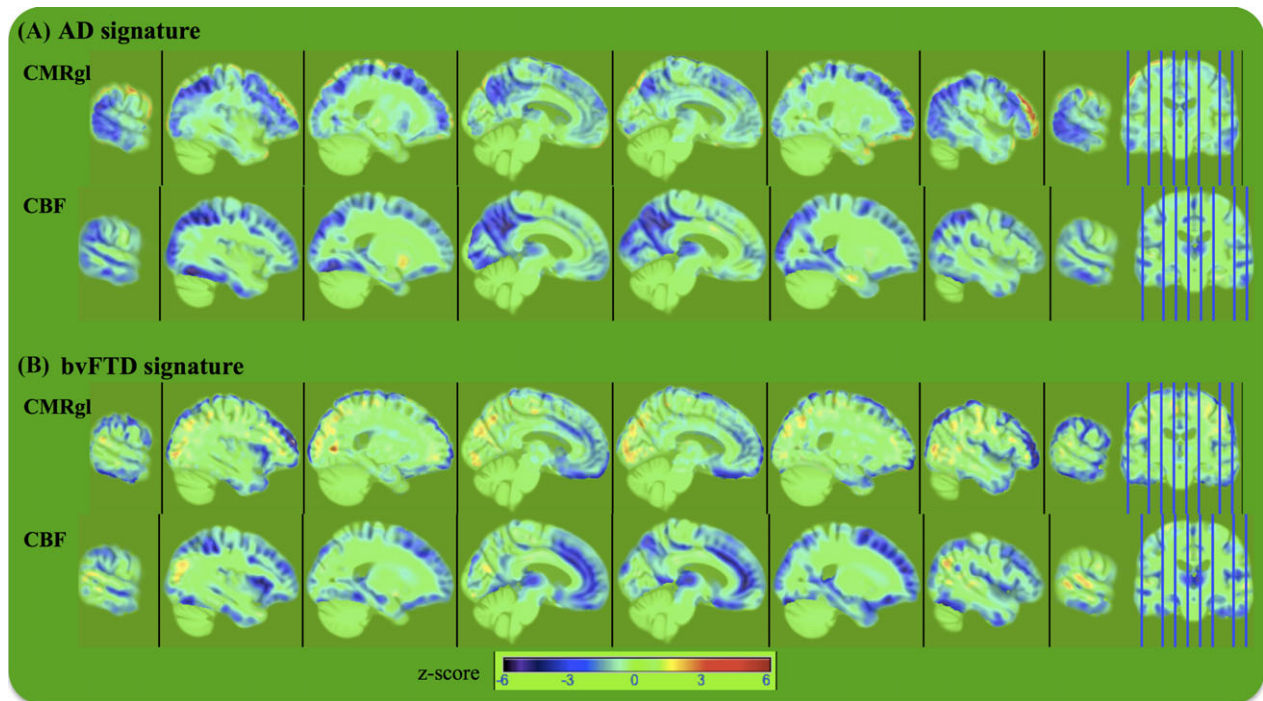 (A) AD signature
CMRgl
CBF
(B) bvFTD signature
CMRgl
CBF
z-score
-6 -3 0 3 6